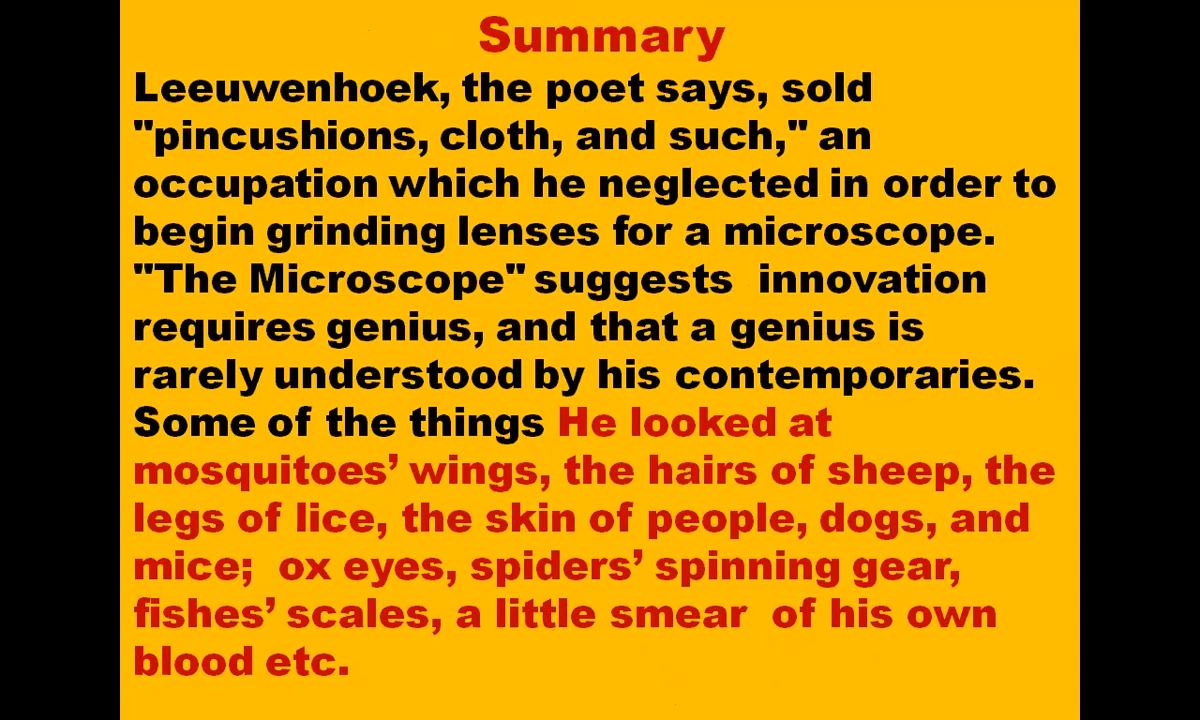 Summary
Leeuwenhoek, the poet says, sold
"pincushions, cloth, and such," an
occupation which he neglected in order to
begin grinding lenses for a microscope.
"The Microscope" suggests  innovation
requires genius, and that a genius is
rarely understood by his contemporaries.
Some of the things He looked at
mosquitoes’ wings, the hairs of sheep, the
legs of lice, the skin of people, dogs, and
mice;  ox eyes, spiders’ spinning gear,
fishes’ scales, a little smear  of his own
blood etc.